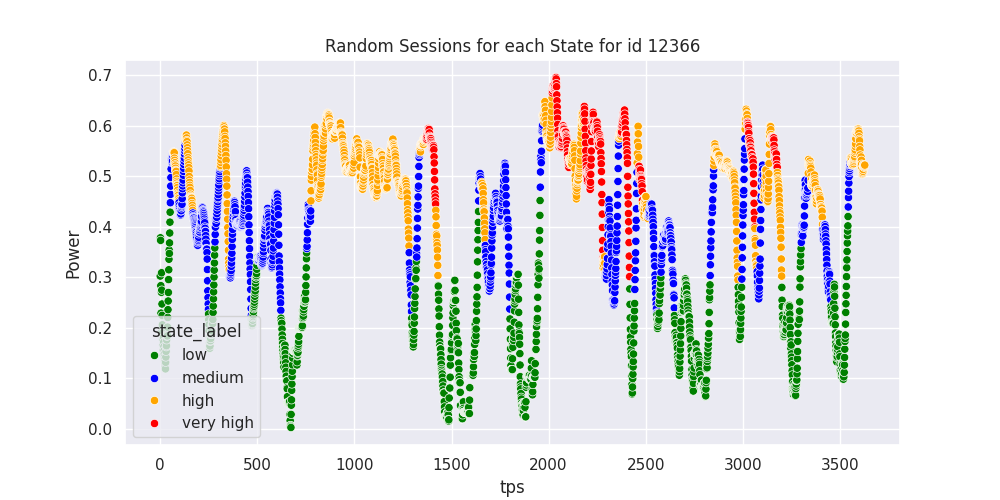 Random Sessions for each State for id 12366
0.7
0.6
0.5
0.4
0.3
0.2
0.1
0.0
Power
state_label
low
medium
high
very high
0 500 1000 1500 2000 2500 3000 3500
tps